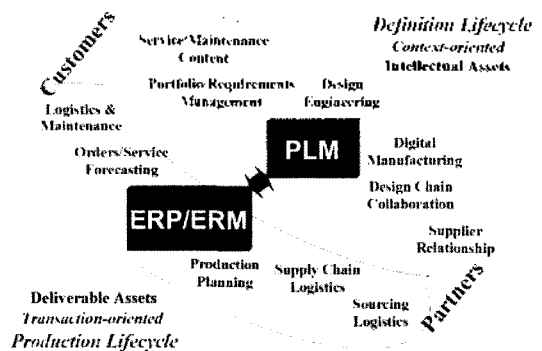 Definition Lifecycle
Context-oriented
Intellectual Assets
Customers
Service/Maintenance
Content
Portfolio/Requirements
Management
Design
Engineering
Logistics &
Maintenance
Orders/Service
Forecasting
PLM
Digital
Manufacturing
Design Chain
Collaboration
ERP/ERM
Supplier
Relationship
Production
Planning
Supply Chain
Logistics
Sourcing
Logistics
Partners
Deliverable Assets
Transaction-oriented
Production Lifecycle